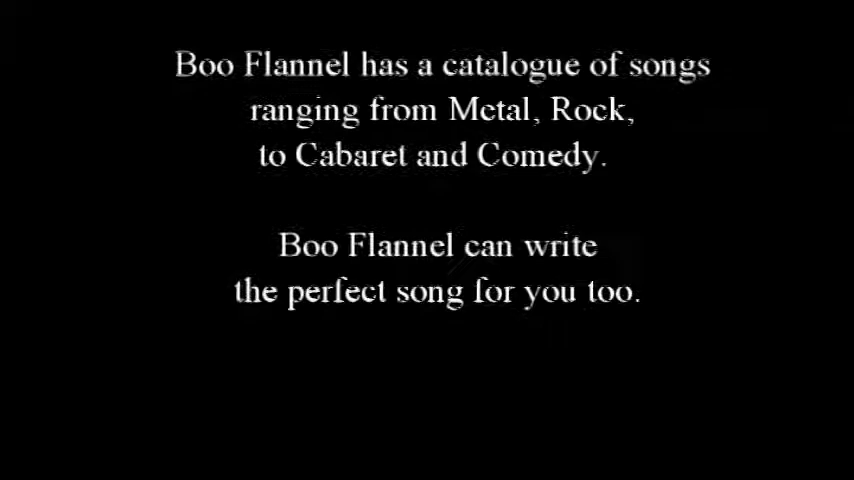 Boo Flannel has a catalogue of songs
ranging from Metal, Rock,
to Cabaret and Comedy.
Boo Flannel can write
the perfect song for you too.